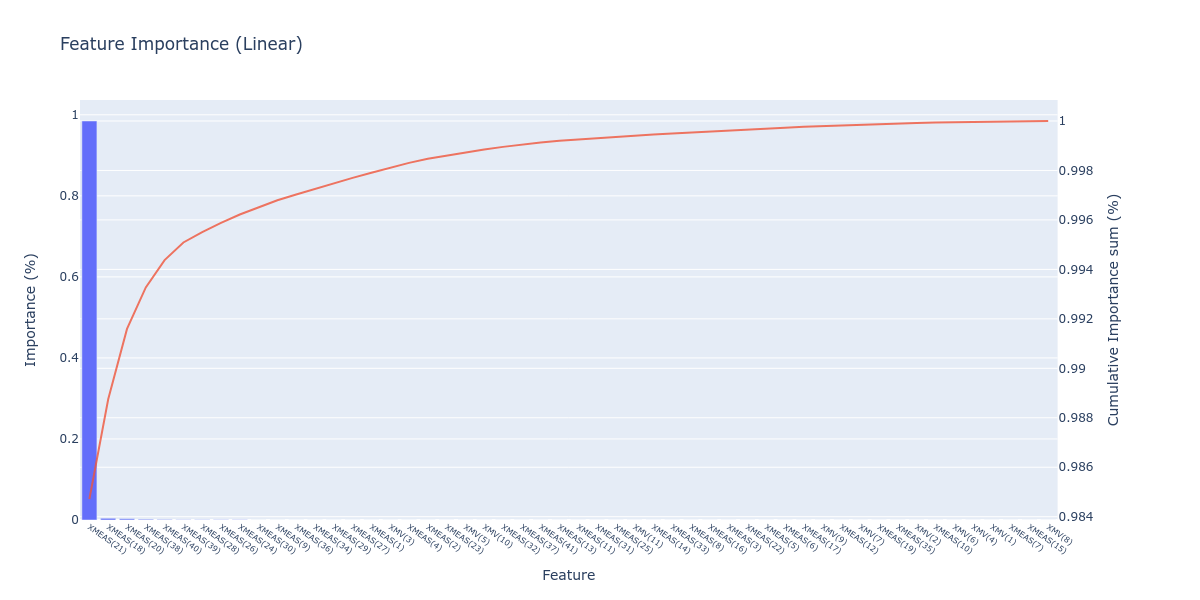 Feature Importance (Linear)
1
0.8
0.6
0.4
0.2
0
Importance (%)
1
0.998
0.996
0.994
0.992
0.99
0.988
0.986
0.984
Cumulative Importance sum (%)
XMEAS(21)
XMEAS(18)
XMEAS(20)
XMEAS(38)
XMEAS(40)
XMEAS(39)
XMEAS(28)
XMEAS(26)
XMEAS(24)
XMEAS(30)
XMEAS(9)
XMEAS(36)
XMEAS(34)
XMEAS(29)
XMEAS(27)
XMEAS(1)
XMV(3)
XMEAS(4)
XMEAS(2)
XMEAS(23)
XMV(5)
XMV(10)
XMEAS(32)
XMEAS(37)
XMEAS(41)
XMEAS(13)
XMEAS(11)
XMEAS(31)
XMEAS(25)
XMV(11)
XMEAS(14)
XMEAS(33)
XMEAS(8)
XMEAS(16)
XMEAS(3)
XMEAS(22)
XMEAS(5)
XMEAS(6)
XMEAS(17)
XMV(9)
XMEAS(12)
XMV(7)
XMEAS(19)
XMEAS(35)
XMV(2)
XMEAS(10)
XMV(6)
XMV(4)
XMV(1)
XMEAS(7)
XMEAS(15)
XMV(8)
Feature